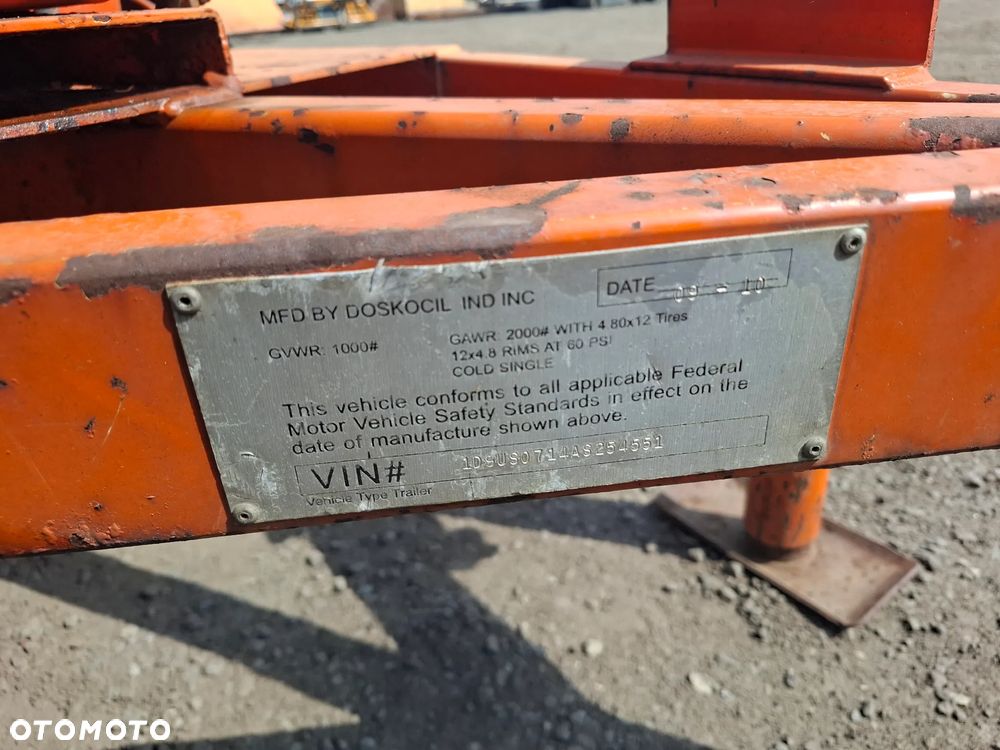 MFD BY DOSKOCIL IND INC
DATE 09 - 10
GVWR: 1000#
GAWR: 2000# WITH 4 80x12 Tires
12x4.8 RIMS AT 60 PSI
COLD SINGLE
This vehicle conforms to all applicable Federal
Motor Vehicle Safety Standards in effect on the
date of manufacture shown above.
VIN# 1D9US0714AS254551
Vehicle Type Trailer
OTOMOTO